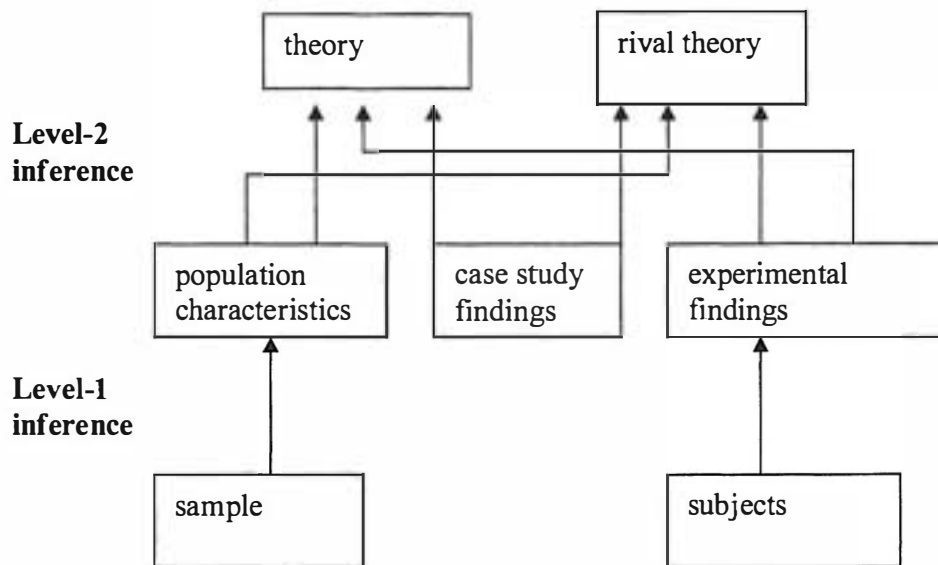 theory
rival theory
Level-2
inference
population
characteristics
case study
findings
experimental
findings
Level-1
inference
sample
subjects